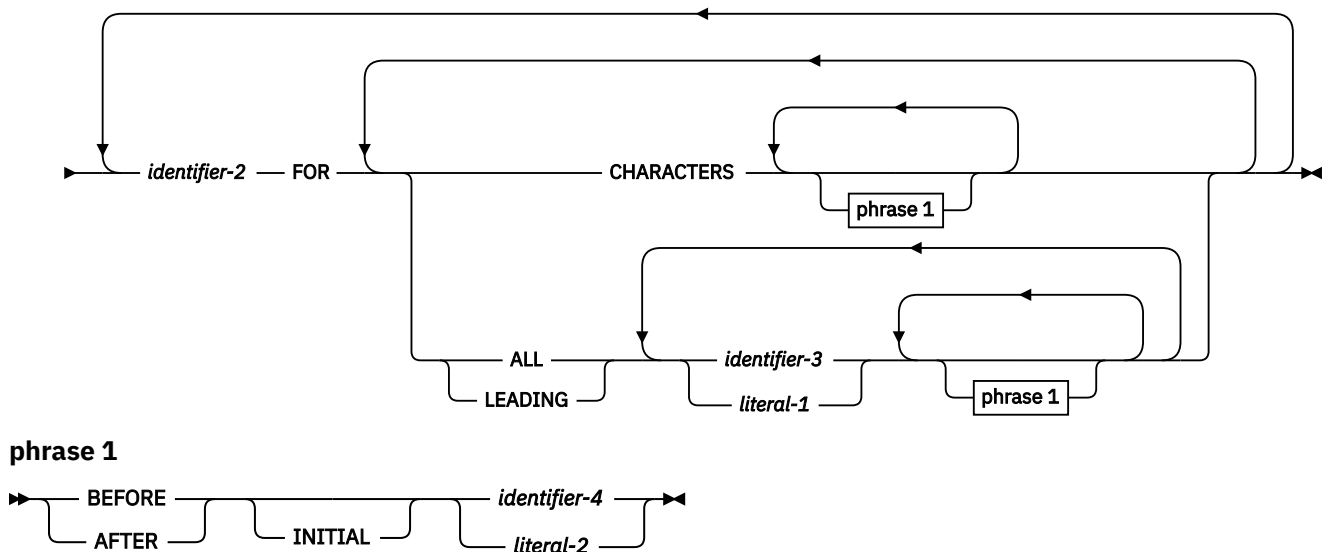 identifier-2 FOR CHARACTERS
phrase 1
ALL identifier-3
LEADING literal-1 phrase 1
phrase 1
BEFORE identifier-4
AFTER INITIAL literal-2